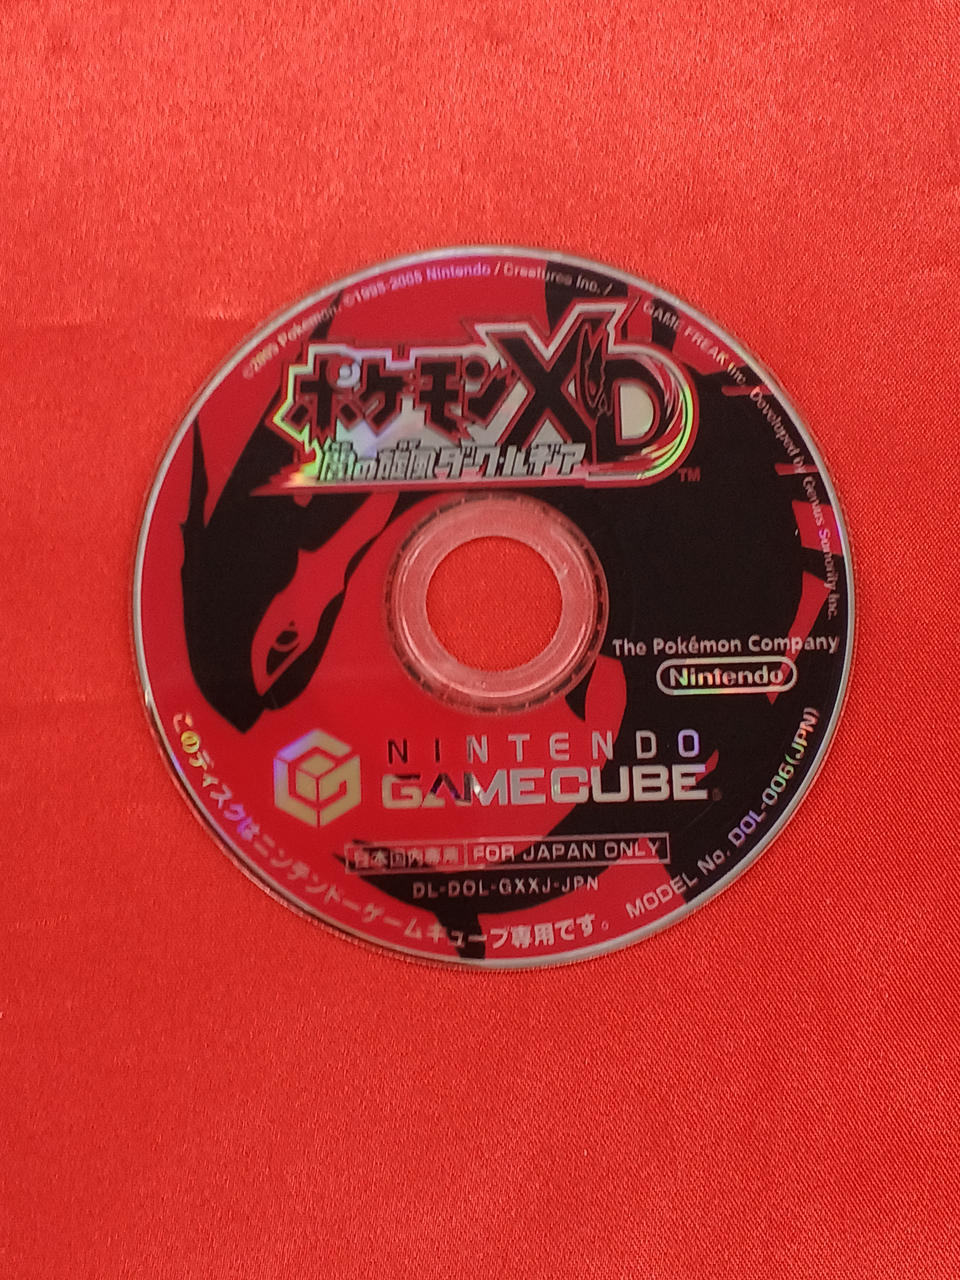 ©2005 Pokémon. ©1995-2005 Nintendo / Creatures Inc. / GAME FREAK inc. Developed by Genius Sonority Inc.
ポケモンXD
闇の旋風ダーク・ルギア
TM
The Pokémon Company
Nintendo
NINTENDO
GAMECUBE
日本国内専用 FOR JAPAN ONLY
DL-DOL-GXXJ-JPN
このディスクはニンテンドーゲームキューブ専用です。 MODEL No. DOL-006(JPN)